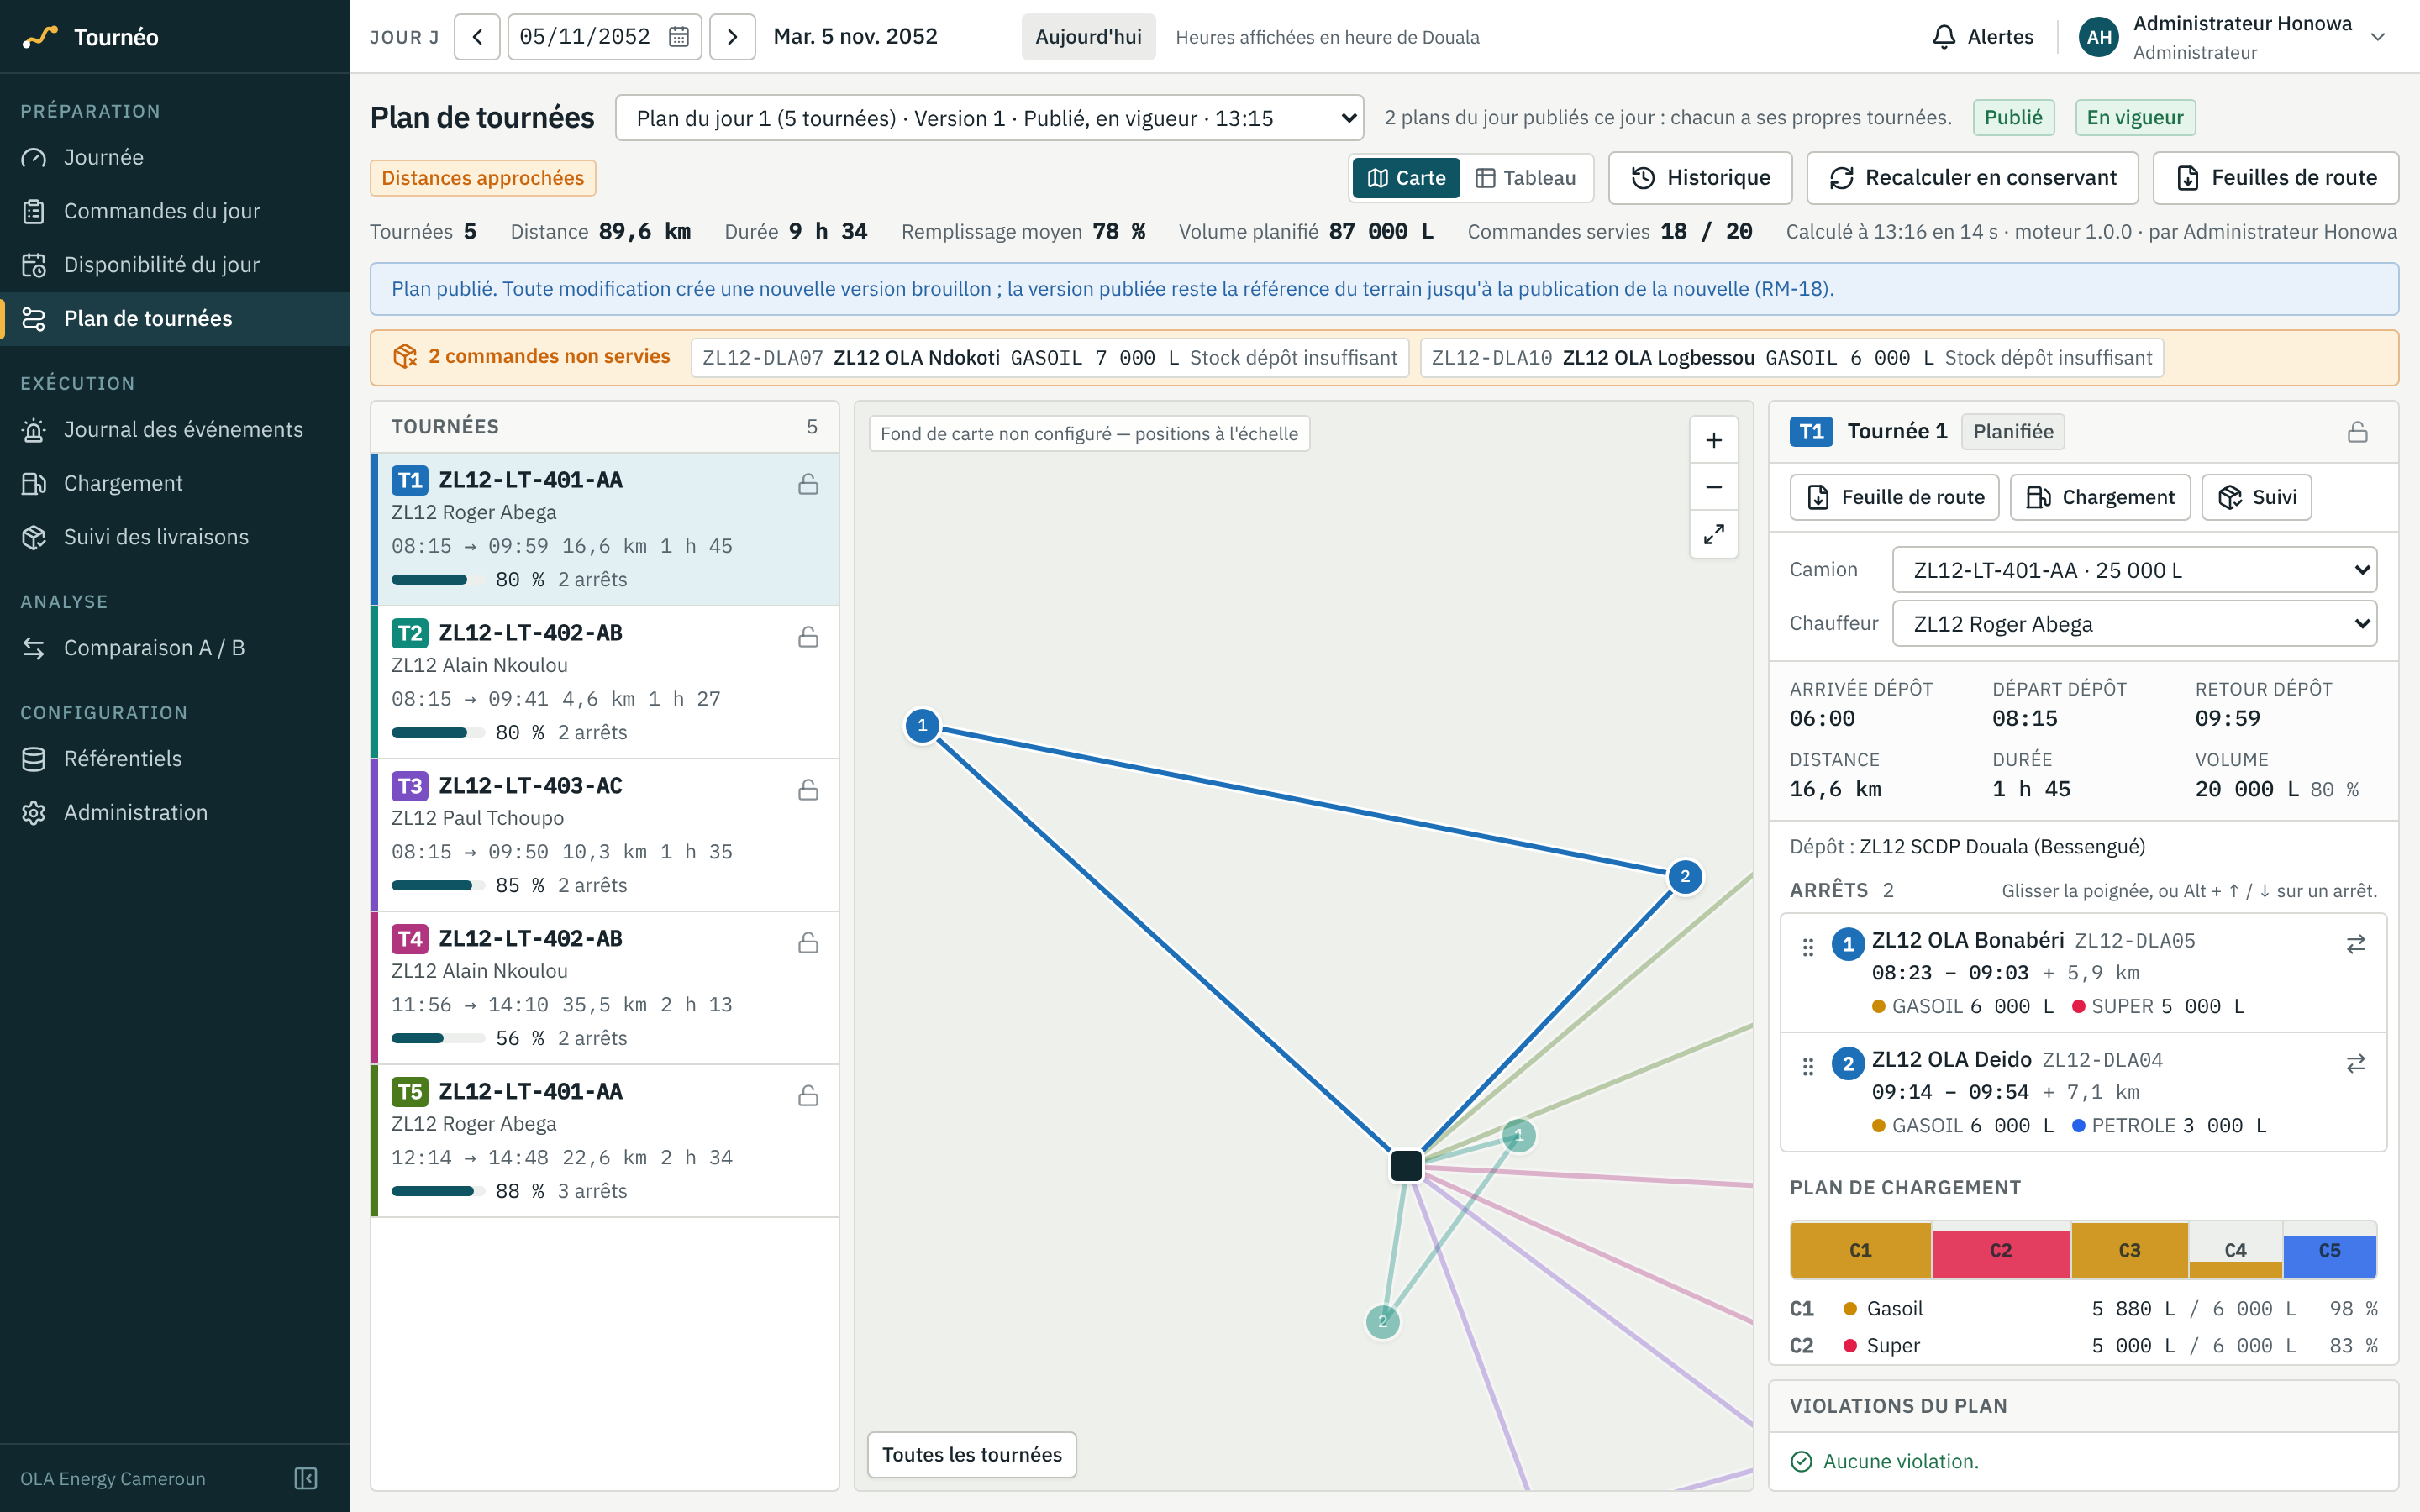 Tournéo
JOUR J
05/11/2052
Mar. 5 nov. 2052
Aujourd'hui
Heures affichées en heure de Douala
Alertes
AH
Administrateur Honowa
Administrateur
PRÉPARATION
Journée
Commandes du jour
Disponibilité du jour
Plan de tournées
EXÉCUTION
Journal des événements
Chargement
Suivi des livraisons
ANALYSE
Comparaison A / B
CONFIGURATION
Référentiels
Administration
OLA Energy Cameroun
Plan de tournées
Plan du jour 1 (5 tournées) · Version 1 · Publié, en vigueur · 13:15
2 plans du jour publiés ce jour : chacun a ses propres tournées.
Publié
En vigueur
Distances approchées
Carte
Tableau
Historique
Recalculer en conservant
Feuilles de route
Tournées 5 Distance 89,6 km Durée 9 h 34 Remplissage moyen 78 % Volume planifié 87 000 L Commandes servies 18 / 20 Calculé à 13:16 en 14 s · moteur 1.0.0 · par Administrateur Honowa
Plan publié. Toute modification crée une nouvelle version brouillon ; la version publiée reste la référence du terrain jusqu'à la publication de la nouvelle (RM-18).
2 commandes non servies
ZL12-DLA07 ZL12 OLA Ndokoti GASOIL 7 000 L Stock dépôt insuffisant
ZL12-DLA10 ZL12 OLA Logbessou GASOIL 6 000 L Stock dépôt insuffisant
TOURNÉES 5
T1 ZL12-LT-401-AA
ZL12 Roger Abega
08:15 → 09:59 16,6 km 1 h 45
80 % 2 arrêts
T2 ZL12-LT-402-AB
ZL12 Alain Nkoulou
08:15 → 09:41 4,6 km 1 h 27
80 % 2 arrêts
T3 ZL12-LT-403-AC
ZL12 Paul Tchoupo
08:15 → 09:50 10,3 km 1 h 35
85 % 2 arrêts
T4 ZL12-LT-402-AB
ZL12 Alain Nkoulou
11:56 → 14:10 35,5 km 2 h 13
56 % 2 arrêts
T5 ZL12-LT-401-AA
ZL12 Roger Abega
12:14 → 14:48 22,6 km 2 h 34
88 % 3 arrêts
Fond de carte non configuré — positions à l'échelle
+
−
1
2
1
2
Toutes les tournées
T1 Tournée 1 Planifiée
Feuille de route
Chargement
Suivi
Camion ZL12-LT-401-AA · 25 000 L
Chauffeur ZL12 Roger Abega
ARRIVÉE DÉPÔT DÉPART DÉPÔT RETOUR DÉPÔT
06:00 08:15 09:59
DISTANCE DURÉE VOLUME
16,6 km 1 h 45 20 000 L 80 %
Dépôt : ZL12 SCDP Douala (Bessengué)
ARRÊTS 2 Glisser la poignée, ou Alt + ↑ / ↓ sur un arrêt.
1 ZL12 OLA Bonabéri ZL12-DLA05
08:23 – 09:03 + 5,9 km
GASOIL 6 000 L SUPER 5 000 L
2 ZL12 OLA Deido ZL12-DLA04
09:14 – 09:54 + 7,1 km
GASOIL 6 000 L PETROLE 3 000 L
PLAN DE CHARGEMENT
C1 C2 C3 C4 C5
C1 Gasoil 5 880 L / 6 000 L 98 %
C2 Super 5 000 L / 6 000 L 83 %
VIOLATIONS DU PLAN
Aucune violation.